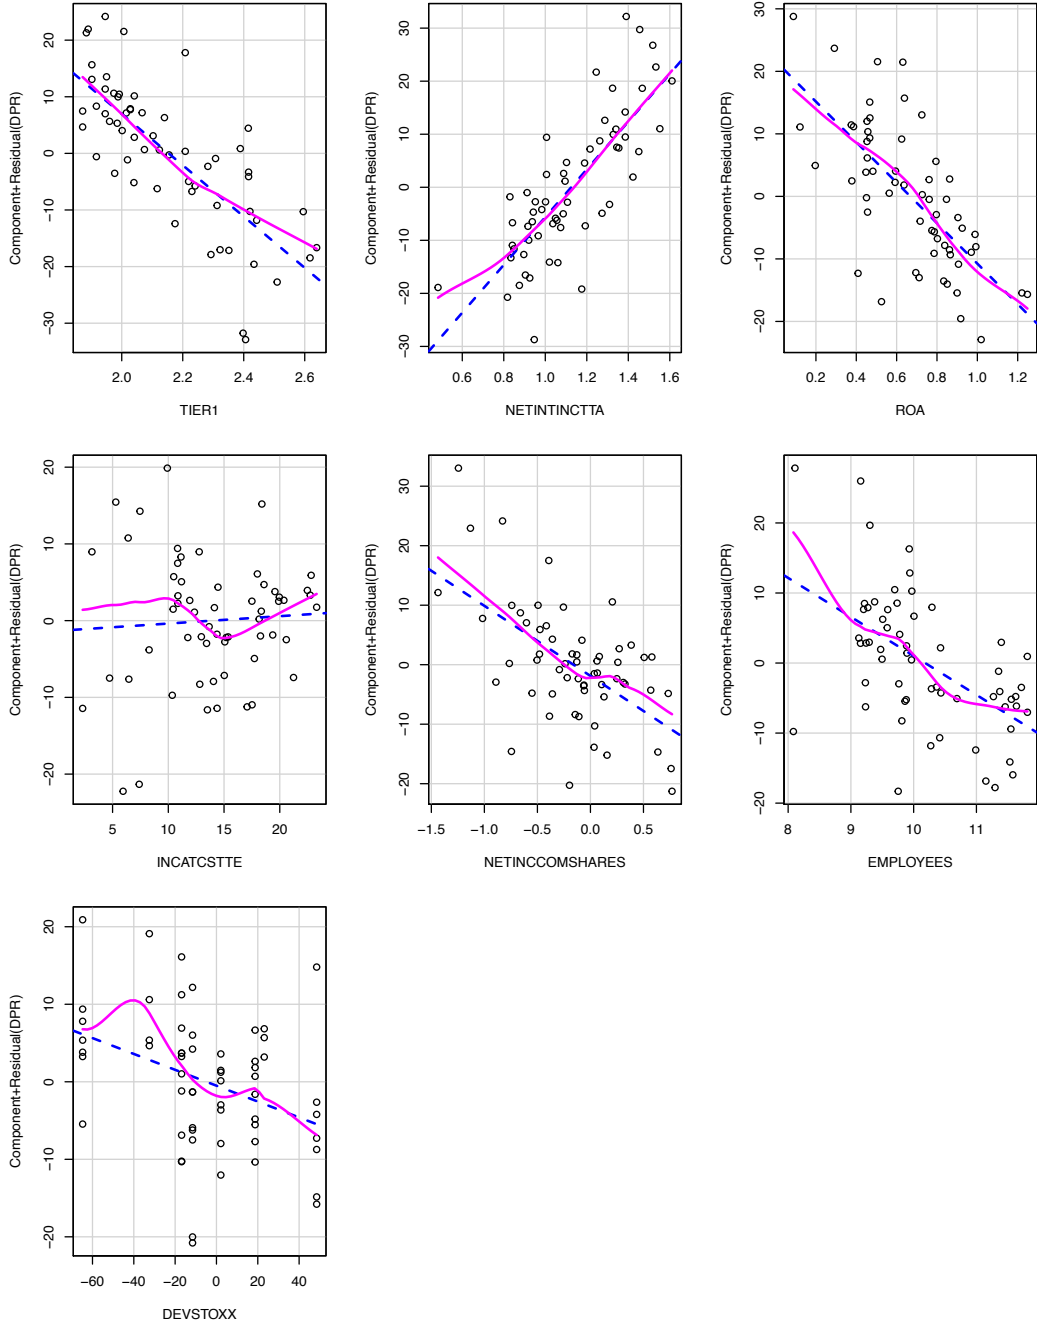 20
10
0
−10
−20
−30
Component+Residual(DPR)
2.0 2.2 2.4 2.6
TIER1
30
20
10
0
−10
−20
−30
Component+Residual(DPR)
0.6 0.8 1.0 1.2 1.4 1.6
NETINTINCTTA
30
20
10
0
−10
−20
Component+Residual(DPR)
0.2 0.4 0.6 0.8 1.0 1.2
ROA
20
10
0
−10
−20
Component+Residual(DPR)
5 10 15 20
INCATCSTTE
30
20
10
0
−10
−20
Component+Residual(DPR)
−1.5 −1.0 −0.5 0.0 0.5
NETINCCOMSHARES
20
10
0
−10
−20
Component+Residual(DPR)
8 9 10 11
EMPLOYEES
20
10
0
−10
−20
Component+Residual(DPR)
−60 −40 −20 0 20 40
DEVSTOXX